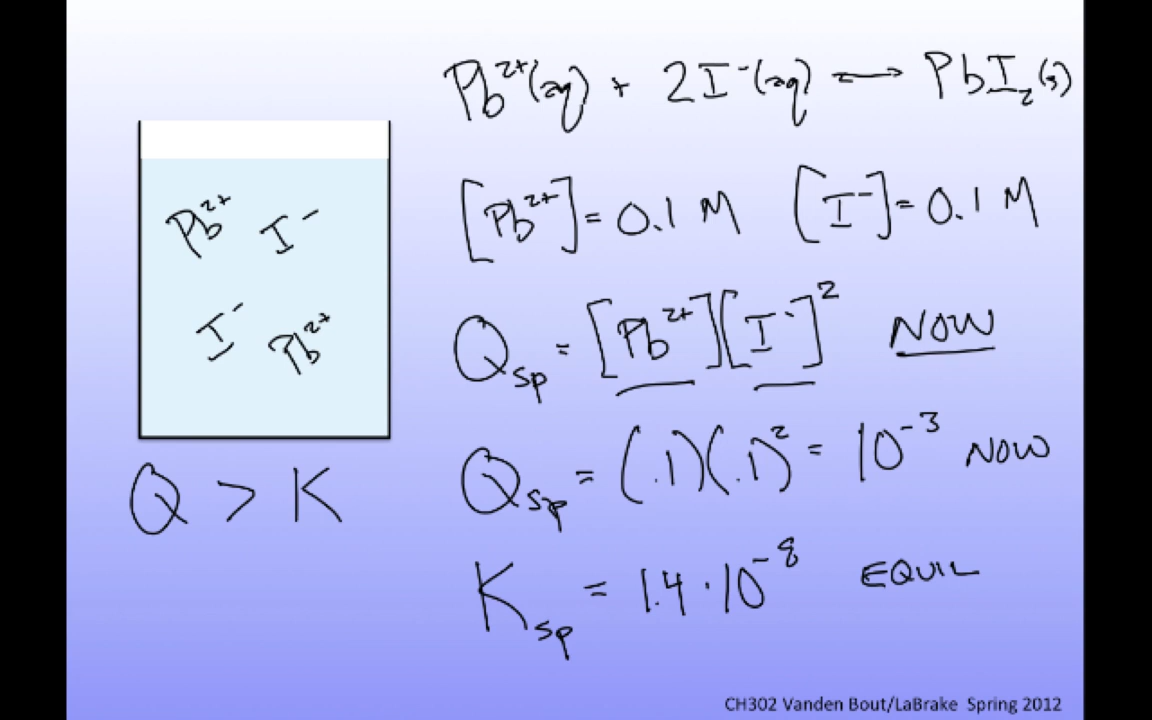 Pb²⁺(aq) + 2I⁻(aq) ⟷ PbI₂(s)
[Pb²⁺] = 0.1 M [I⁻] = 0.1 M
Pb²⁺ I⁻
I⁻ Pb²⁺
Qsp = [Pb²⁺][I⁻]² NOW
Qsp = (.1)(.1)² = 10⁻³ NOW
Q > K
Ksp = 1.4 · 10⁻⁸ EQUIL
CH302 Vanden Bout/LaBrake Spring 2012